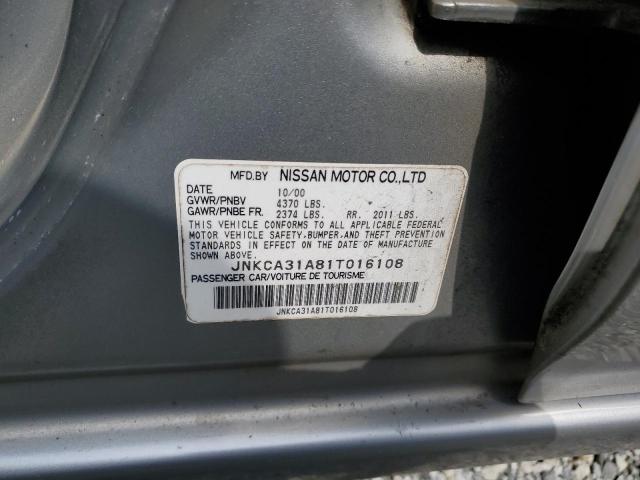 MFD.BY NISSAN MOTOR CO.,LTD
DATE 10/00
GVWR/PNBV 4370 LBS.
GAWR/PNBE FR. 2374 LBS. RR. 2011 LBS.
THIS VEHICLE CONFORMS TO ALL APPLICABLE FEDERAL
MOTOR VEHICLE SAFETY, BUMPER, AND THEFT PREVENTION
STANDARDS IN EFFECT ON THE DATE OF MANUFACTURE
SHOWN ABOVE.
JNKCA31A81T016108
PASSENGER CAR/VOITURE DE TOURISME
JNKCA31A81T016108